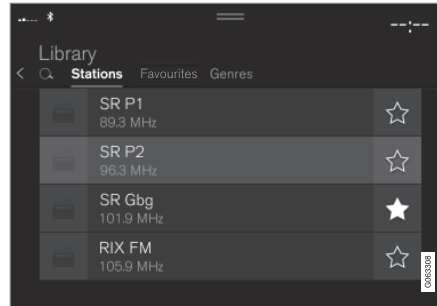 --:--
Library
Stations Favourites Genres
SR P1
89.3 MHz
SR P2
96.3 MHz
SR Gbg
101.9 MHz
RIX FM
105.9 MHz
G063308